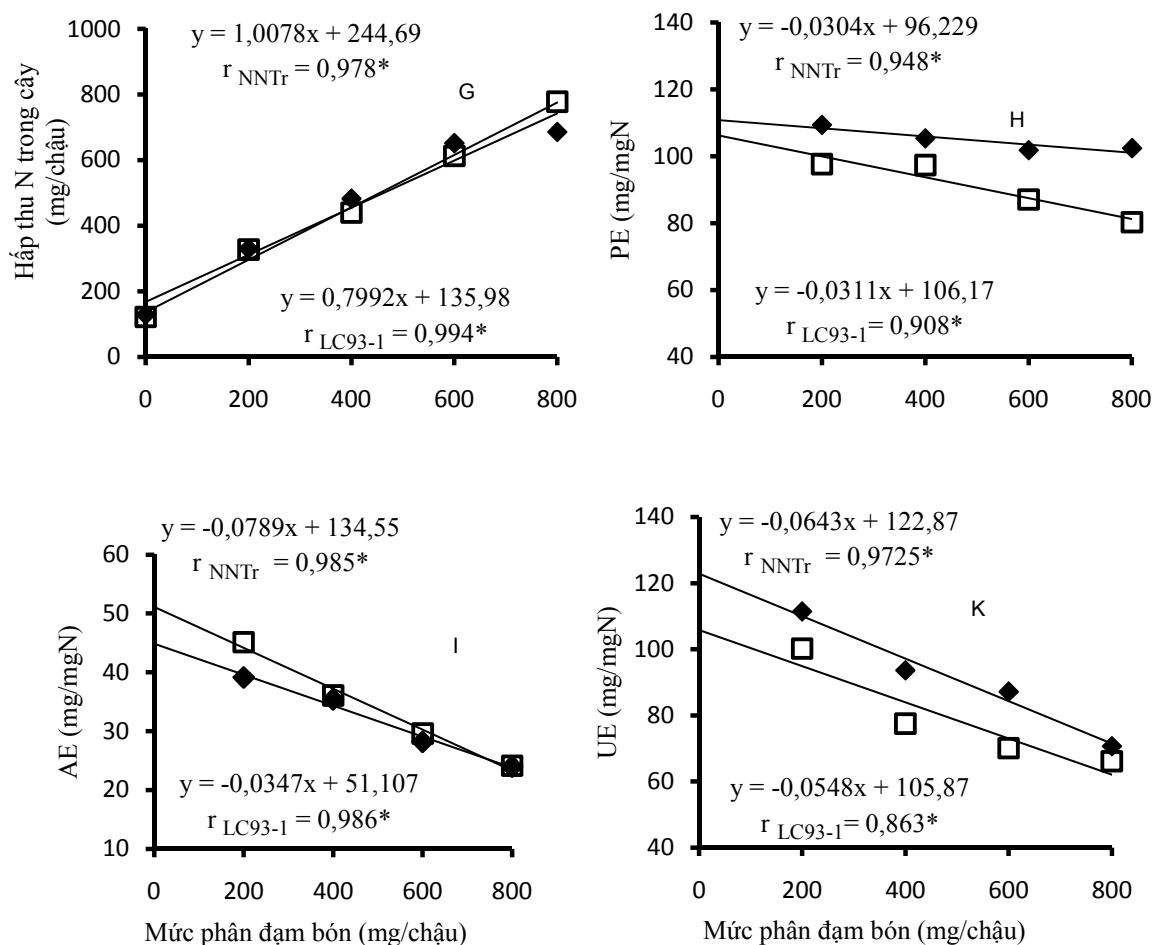 y = 1,0078x + 244,69
r NNTr = 0,978*
G
Hấp thu N trong cây
(mg/chậu)
1000
800
600
400
200
0
y = 0,7992x + 135,98
r LC93-1 = 0,994*
0 200 400 600 800
y = -0,0304x + 96,229
r NNTr = 0,948*
H
PE (mg/mgN
140
120
100
80
60
40
y = -0,0311x + 106,17
r LC93-1= 0,908*
0 200 400 600 800
y = -0,0789x + 134,55
r NNTr = 0,985*
I
AE (mg/mgN)
60
50
40
30
20
10
y = -0,0347x + 51,107
r LC93-1 = 0,986*
0 200 400 600 800
Mức phân đạm bón (mg/chậu)
y = -0,0643x + 122,87
r NNTr = 0,9725*
K
UE (mg/mgN)
140
120
100
80
60
40
y = -0,0548x + 105,87
r LC93-1= 0,863*
0 200 400 600 800
Mức phân đạm bón (mg/chậu)